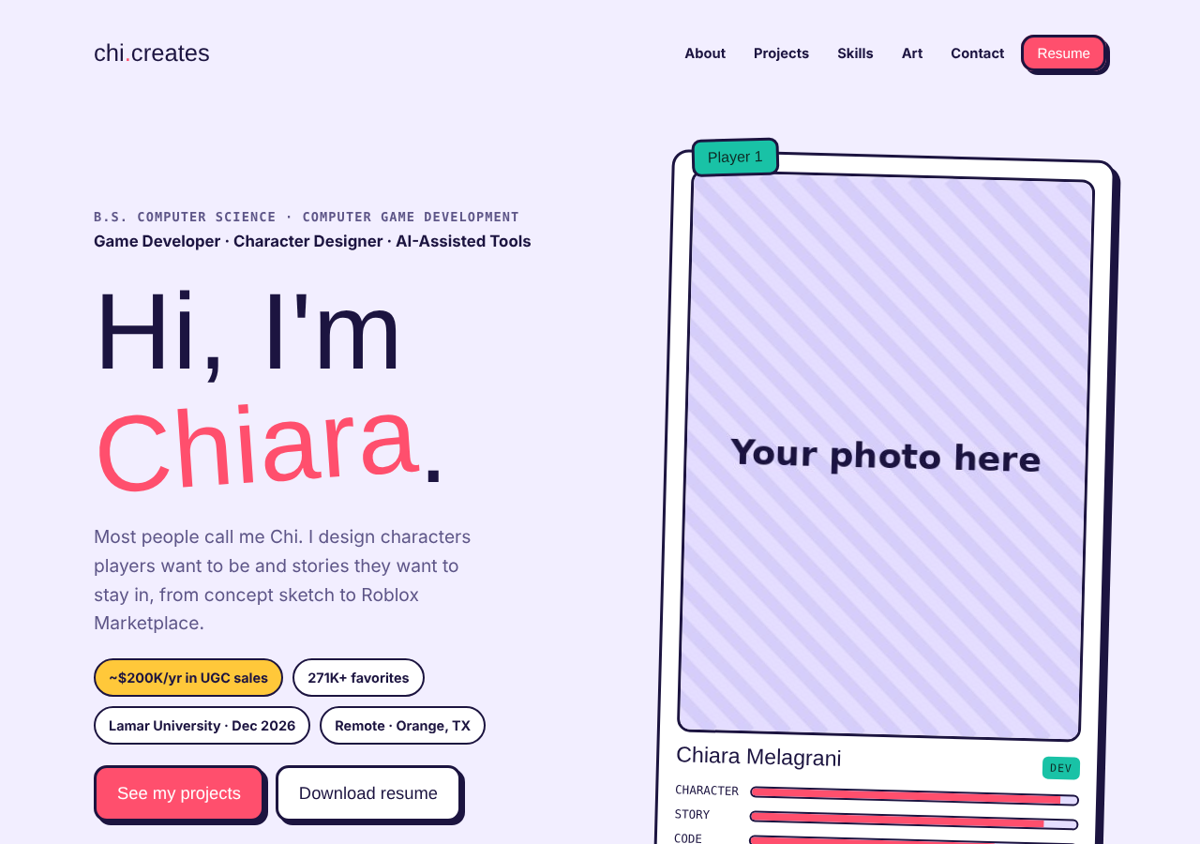 chi.creates
About Projects Skills Art Contact Resume
B.S. COMPUTER SCIENCE · COMPUTER GAME DEVELOPMENT
Game Developer · Character Designer · AI-Assisted Tools
Hi, I'm
Chiara.
Most people call me Chi. I design characters
players want to be and stories they want to
stay in, from concept sketch to Roblox
Marketplace.
~$200K/yr in UGC sales
271K+ favorites
Lamar University · Dec 2026
Remote · Orange, TX
See my projects
Download resume
Player 1
Your photo here
Chiara Melagrani
DEV
CHARACTER
STORY
CODE